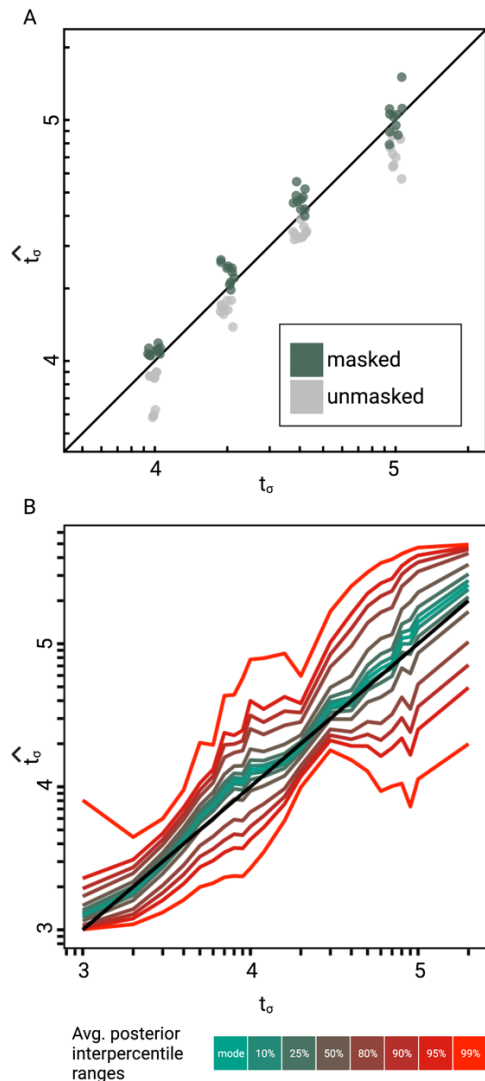 A
5
t̂σ
4
masked
unmasked
4 5
tσ
B
5
t̂σ
4
3
3 4 5
tσ
Avg. posterior
interpercentile
ranges
mode 10% 25% 50% 80% 90% 95% 99%